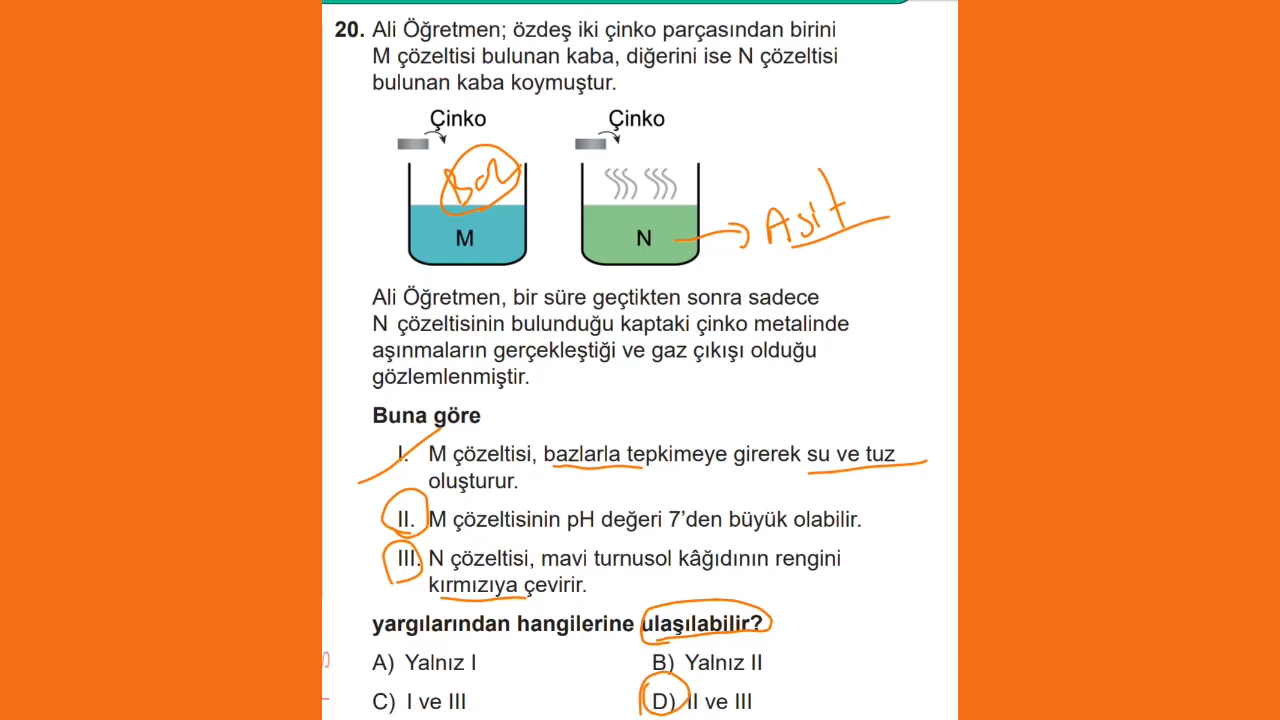 20. Ali Öğretmen; özdeş iki çinko parçasından birini
M çözeltisi bulunan kaba, diğerini ise N çözeltisi
bulunan kaba koymuştur.
Çinko Çinko
Baz
M N Asit
Ali Öğretmen, bir süre geçtikten sonra sadece
N çözeltisinin bulunduğu kaptaki çinko metalinde
aşınmaların gerçekleştiği ve gaz çıkışı olduğu
gözlemlenmiştir.
Buna göre
I. M çözeltisi, bazlarla tepkimeye girerek su ve tuz
oluşturur.
II. M çözeltisinin pH değeri 7’den büyük olabilir.
III. N çözeltisi, mavi turnusol kâğıdının rengini
kırmızıya çevirir.
yargılarından hangilerine ulaşılabilir?
A) Yalnız I B) Yalnız II
C) I ve III D) II ve III